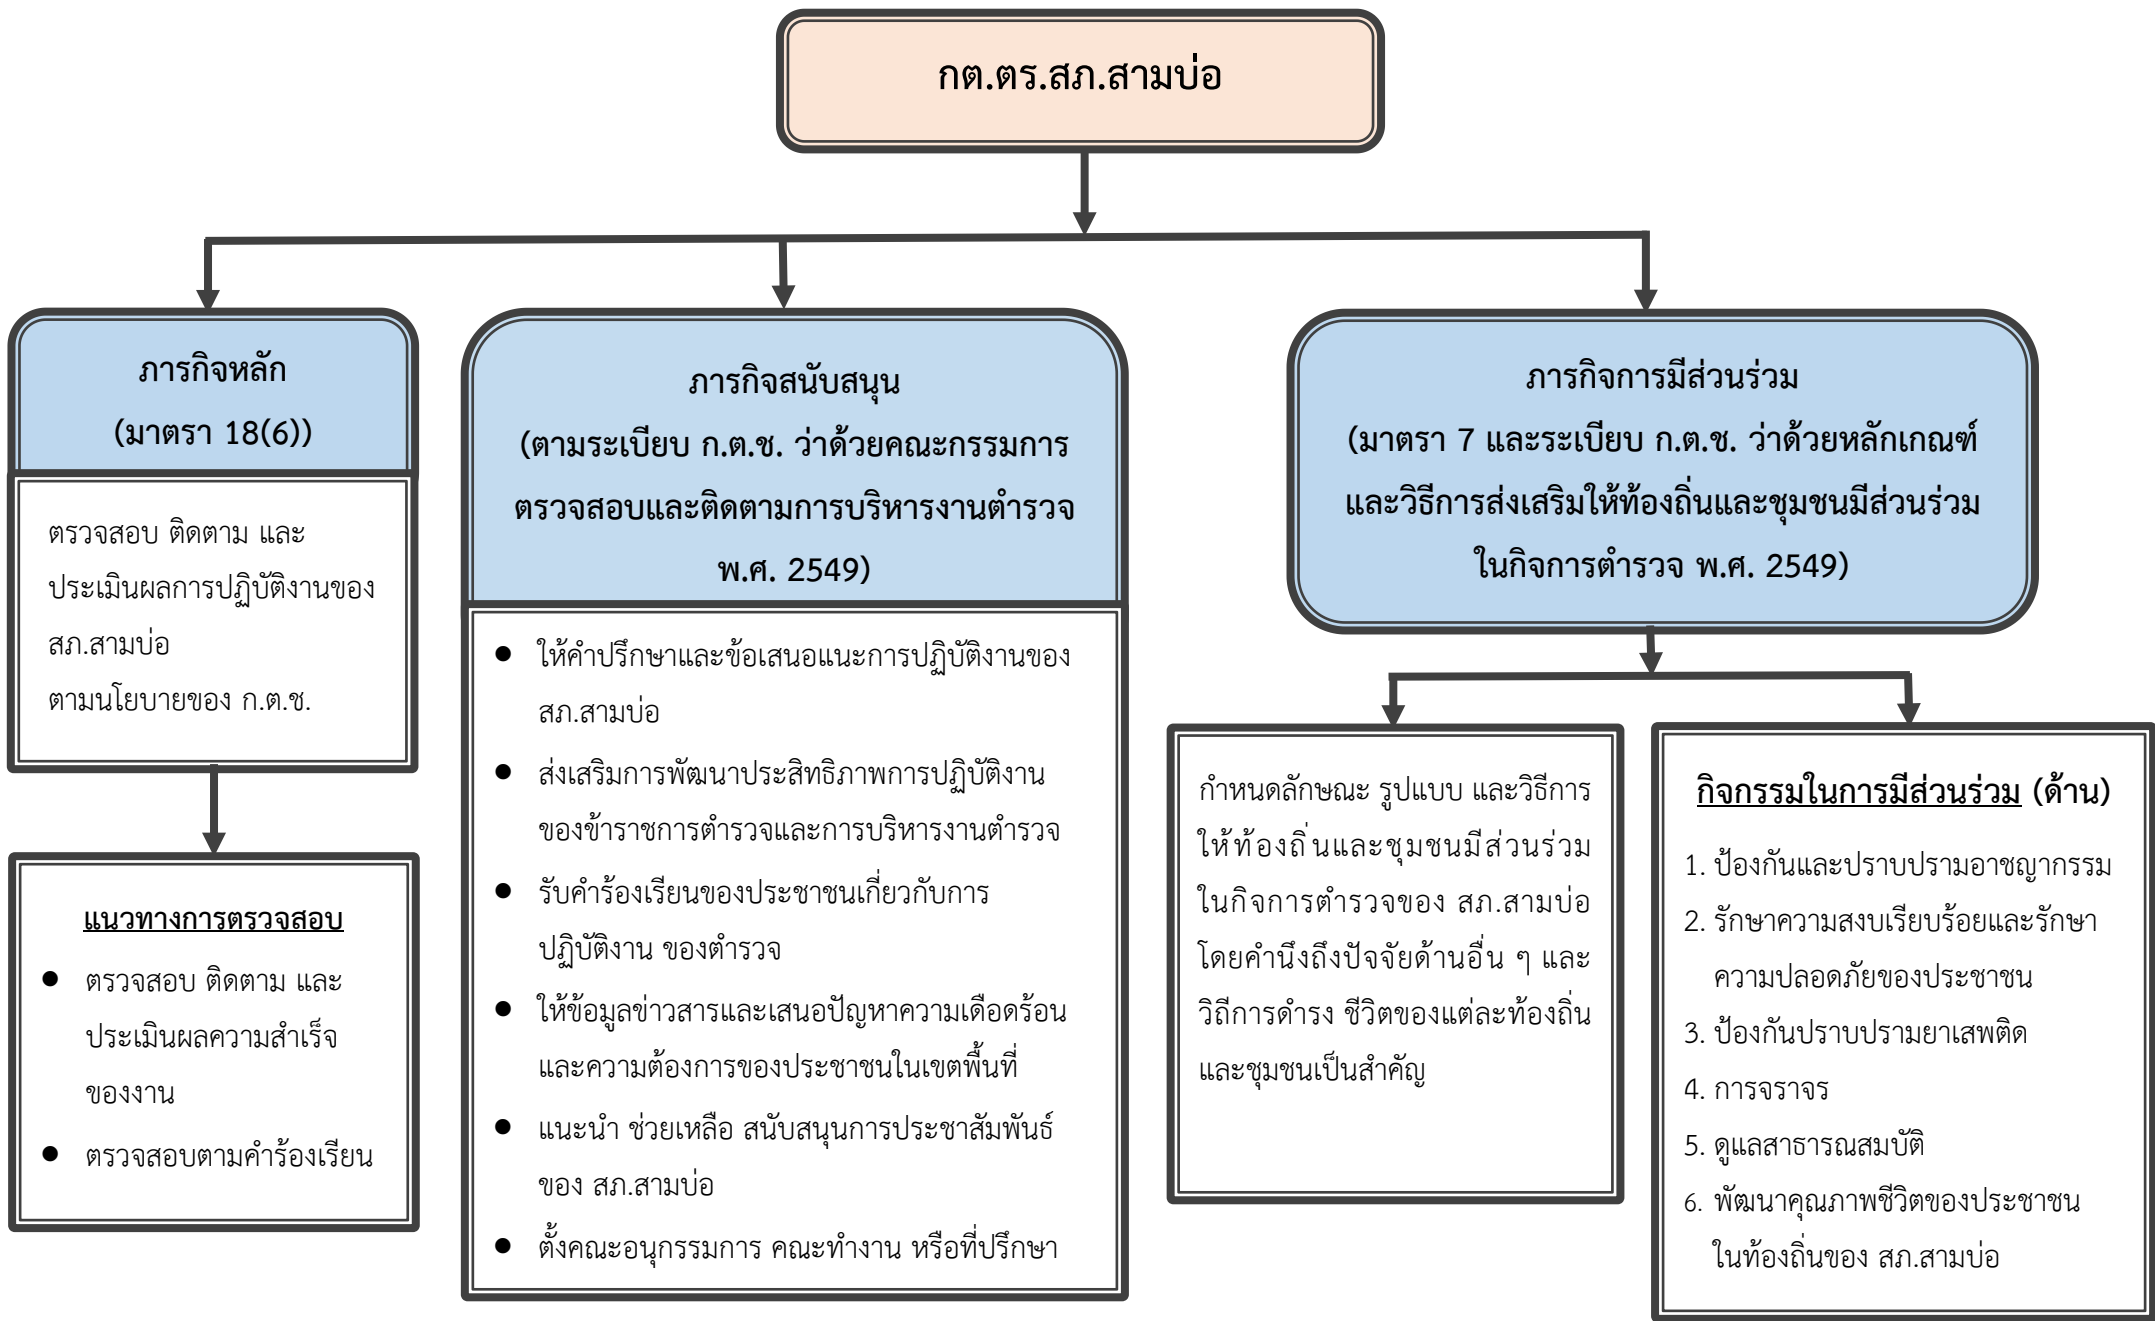 กต.ตร.สภ.สามบ่อ
ภารกิจหลัก
(มาตรา 18(6))
ตรวจสอบ ติดตาม และ
ประเมินผลการปฏิบัติงานของ
สภ.สามบ่อ
ตามนโยบายของ ก.ต.ช.
แนวทางการตรวจสอบ
● ตรวจสอบ ติดตาม และ
ประเมินผลความสำเร็จ
ของงาน
● ตรวจสอบตามคำร้องเรียน
ภารกิจสนับสนุน
(ตามระเบียบ ก.ต.ช. ว่าด้วยคณะกรรมการ
ตรวจสอบและติดตามการบริหารงานตำรวจ
พ.ศ. 2549)
● ให้คำปรึกษาและข้อเสนอแนะการปฏิบัติงานของ
สภ.สามบ่อ
● ส่งเสริมการพัฒนาประสิทธิภาพการปฏิบัติงาน
ของข้าราชการตำรวจและการบริหารงานตำรวจ
● รับคำร้องเรียนของประชาชนเกี่ยวกับการ
ปฏิบัติงาน ของตำรวจ
● ให้ข้อมูลข่าวสารและเสนอปัญหาความเดือดร้อน
และความต้องการของประชาชนในเขตพื้นที่
● แนะนำ ช่วยเหลือ สนับสนุนการประชาสัมพันธ์
ของ สภ.สามบ่อ
● ตั้งคณะอนุกรรมการ คณะทำงาน หรือที่ปรึกษา
ภารกิจการมีส่วนร่วม
(มาตรา 7 และระเบียบ ก.ต.ช. ว่าด้วยหลักเกณฑ์
และวิธีการส่งเสริมให้ท้องถิ่นและชุมชนมีส่วนร่วม
ในกิจการตำรวจ พ.ศ. 2549)
กำหนดลักษณะ รูปแบบ และวิธีการ
ให้ท้องถิ่นและชุมชนมีส่วนร่วม
ในกิจการตำรวจของ สภ.สามบ่อ
โดยคำนึงถึงปัจจัยด้านอื่น ๆ และ
วิถีการดำรง ชีวิตของแต่ละท้องถิ่น
และชุมชนเป็นสำคัญ
กิจกรรมในการมีส่วนร่วม (ด้าน)
1. ป้องกันและปราบปรามอาชญากรรม
2. รักษาความสงบเรียบร้อยและรักษา
ความปลอดภัยของประชาชน
3. ป้องกันปราบปรามยาเสพติด
4. การจราจร
5. ดูแลสาธารณสมบัติ
6. พัฒนาคุณภาพชีวิตของประชาชน
ในท้องถิ่นของ สภ.สามบ่อ